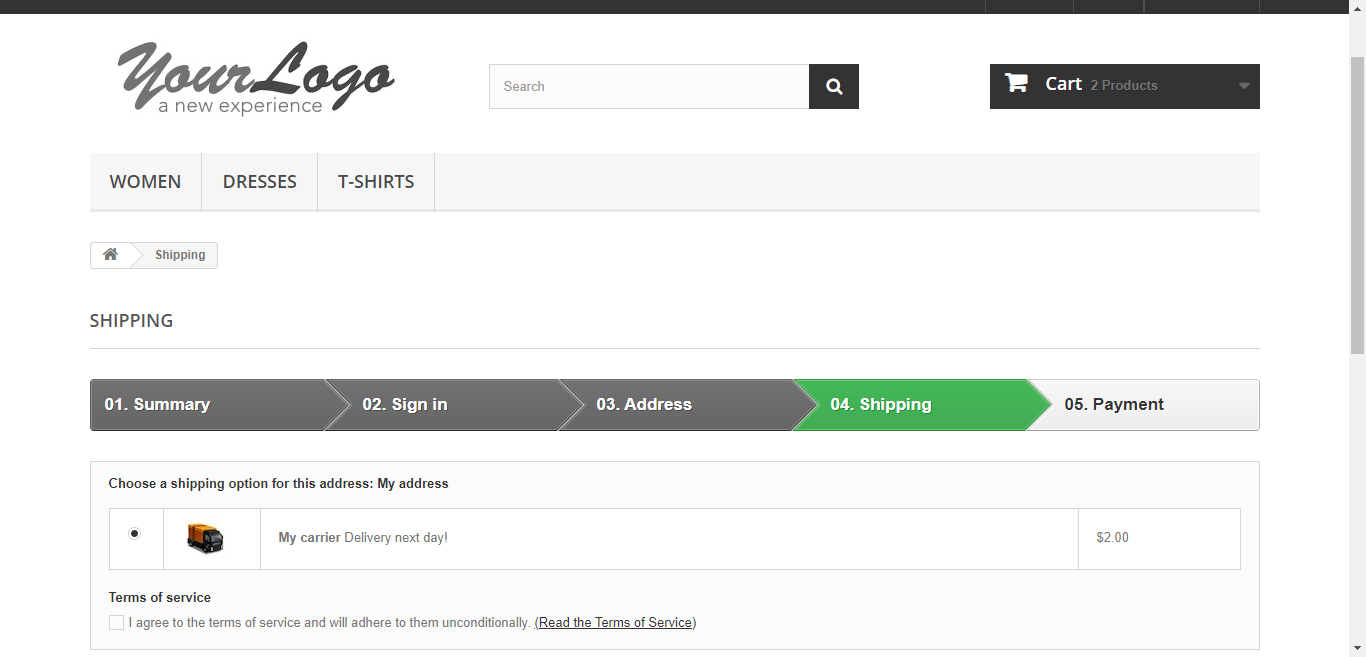 YourLogo
a new experience
Search
Cart 2 Products
WOMEN DRESSES T-SHIRTS
Shipping
SHIPPING
01. Summary 02. Sign in 03. Address 04. Shipping 05. Payment
Choose a shipping option for this address: My address
My carrier Delivery next day! $2.00
Terms of service
I agree to the terms of service and will adhere to them unconditionally. (Read the Terms of Service)